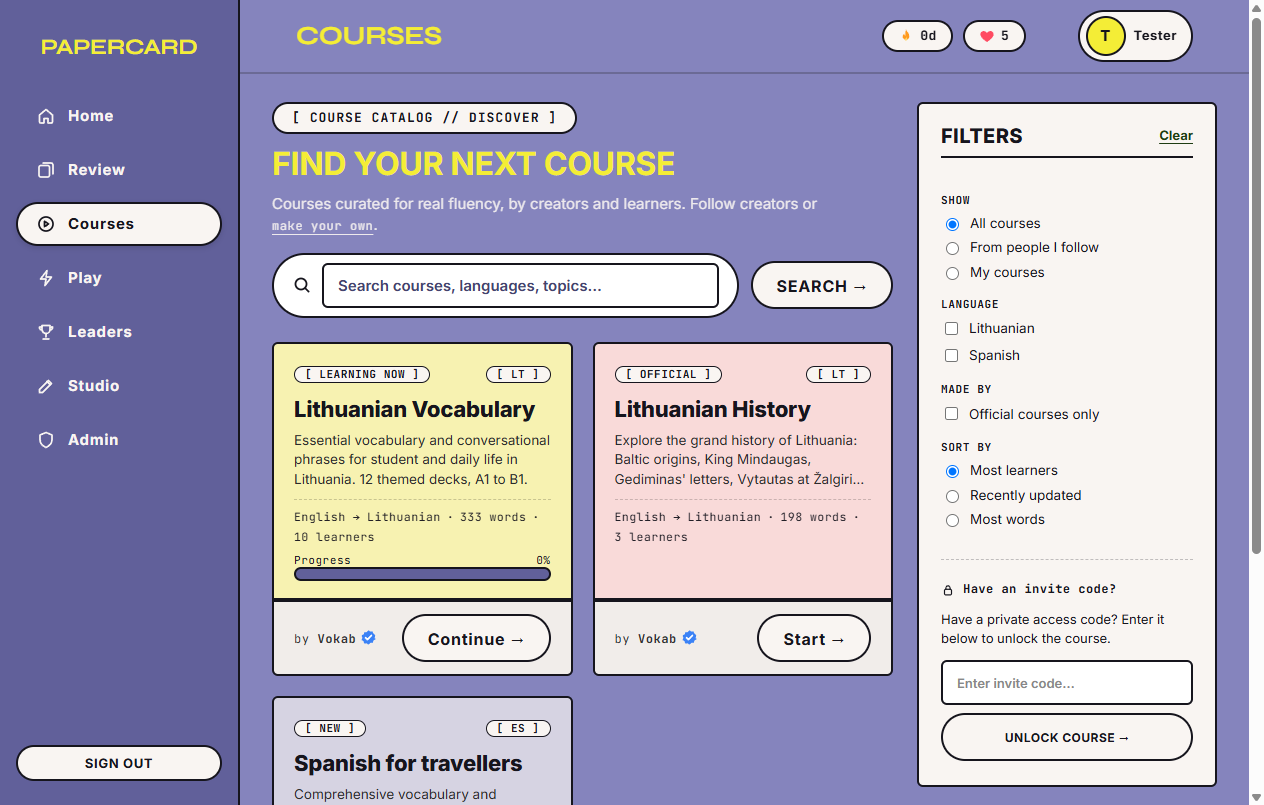 PAPERCARD
Home
Review
Courses
Play
Leaders
Studio
Admin
SIGN OUT
COURSES
0d
5
T
Tester
[ COURSE CATALOG // DISCOVER ]
FIND YOUR NEXT COURSE
Courses curated for real fluency, by creators and learners. Follow creators or
make your own.
Search courses, languages, topics...
SEARCH →
[ LEARNING NOW ]
[ LT ]
Lithuanian Vocabulary
Essential vocabulary and conversational
phrases for student and daily life in
Lithuania. 12 themed decks, A1 to B1.
English → Lithuanian · 333 words ·
10 learners
Progress
0%
by Vokab
Continue →
[ OFFICIAL ]
[ LT ]
Lithuanian History
Explore the grand history of Lithuania:
Baltic origins, King Mindaugas,
Gediminas' letters, Vytautas at Žalgiri...
English → Lithuanian · 198 words ·
3 learners
by Vokab
Start →
[ NEW ]
[ ES ]
Spanish for travellers
Comprehensive vocabulary and
FILTERS
Clear
SHOW
All courses
From people I follow
My courses
LANGUAGE
Lithuanian
Spanish
MADE BY
Official courses only
SORT BY
Most learners
Recently updated
Most words
Have an invite code?
Have a private access code? Enter it
below to unlock the course.
Enter invite code...
UNLOCK COURSE →